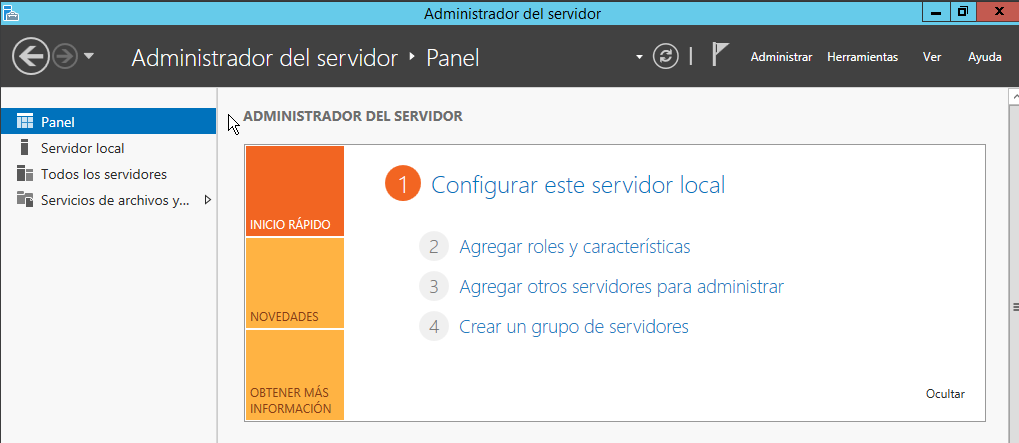 Administrador del servidor
Administrador del servidor ‣ Panel
Administrar Herramientas Ver Ayuda
Panel
Servidor local
Todos los servidores
Servicios de archivos y...
ADMINISTRADOR DEL SERVIDOR
INICIO RÁPIDO
NOVEDADES
OBTENER MÁS
INFORMACIÓN
1 Configurar este servidor local
2 Agregar roles y características
3 Agregar otros servidores para administrar
4 Crear un grupo de servidores
Ocultar